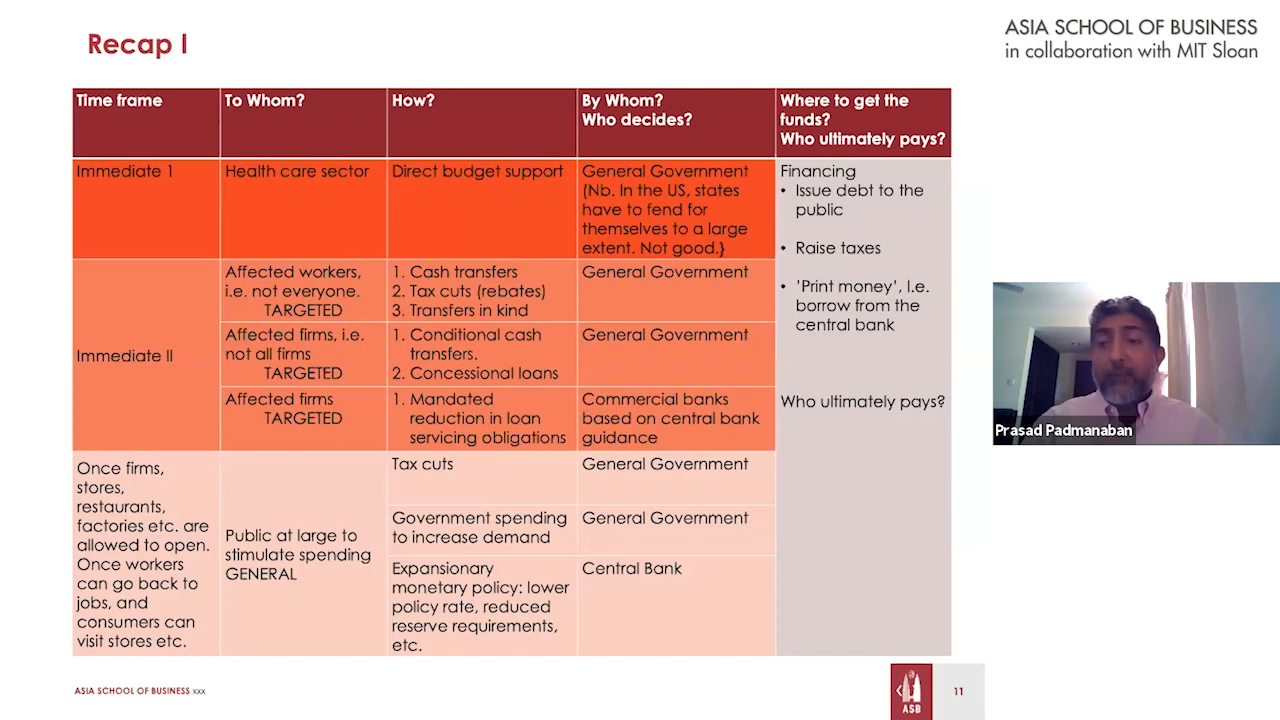 Recap I
ASIA SCHOOL OF BUSINESS
in collaboration with MIT Sloan
Time frame
To Whom?
How?
By Whom?
Who decides?
Where to get the
funds?
Who ultimately pays?
Immediate 1
Health care sector
Direct budget support
General Government
(Nb. In the US, states
have to fend for
themselves to a large
extent. Not good.}
Financing
• Issue debt to the
public
• Raise taxes
• 'Print money', I.e.
borrow from the
central bank
Who ultimately pays?
Immediate II
Affected workers,
i.e. not everyone.
TARGETED
1. Cash transfers
2. Tax cuts (rebates)
3. Transfers in kind
General Government
Affected firms, i.e.
not all firms
TARGETED
1. Conditional cash
transfers.
2. Concessional loans
General Government
Affected firms
TARGETED
1. Mandated
reduction in loan
servicing obligations
Commercial banks
based on central bank
guidance
Once firms,
stores,
restaurants,
factories etc. are
allowed to open.
Once workers
can go back to
jobs, and
consumers can
visit stores etc.
Public at large to
stimulate spending
GENERAL
Tax cuts
General Government
Government spending
to increase demand
General Government
Expansionary
monetary policy: lower
policy rate, reduced
reserve requirements,
etc.
Central Bank
Prasad Padmanaban
ASIA SCHOOL OF BUSINESS xxx
ASB
11